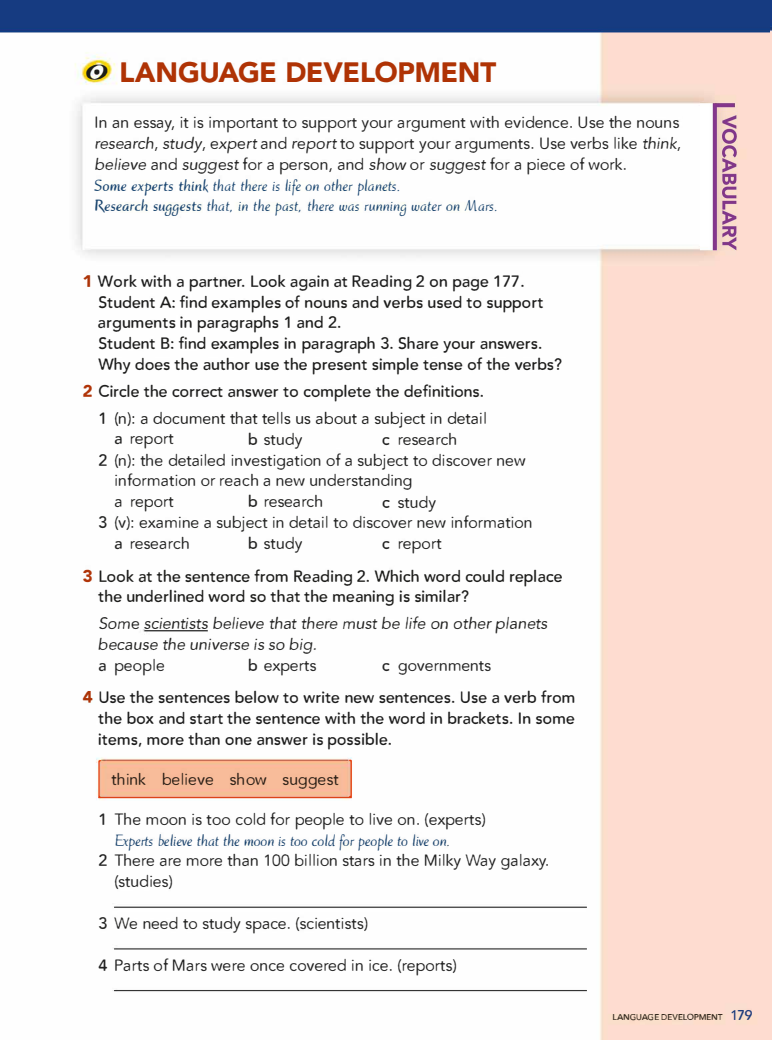 LANGUAGE DEVELOPMENT
In an essay, it is important to support your argument with evidence. Use the nouns
research, study, expert and report to support your arguments. Use verbs like think,
believe and suggest for a person, and show or suggest for a piece of work.
Some experts think that there is life on other planets.
Research suggests that, in the past, there was running water on Mars.
VOCABULARY
1 Work with a partner. Look again at Reading 2 on page 177.
Student A: find examples of nouns and verbs used to support
arguments in paragraphs 1 and 2.
Student B: find examples in paragraph 3. Share your answers.
Why does the author use the present simple tense of the verbs?
2 Circle the correct answer to complete the definitions.
1 (n): a document that tells us about a subject in detail
a report b study c research
2 (n): the detailed investigation of a subject to discover new
information or reach a new understanding
a report b research c study
3 (v): examine a subject in detail to discover new information
a research b study c report
3 Look at the sentence from Reading 2. Which word could replace
the underlined word so that the meaning is similar?
Some scientists believe that there must be life on other planets
because the universe is so big.
a people b experts c governments
4 Use the sentences below to write new sentences. Use a verb from
the box and start the sentence with the word in brackets. In some
items, more than one answer is possible.
think believe show suggest
1 The moon is too cold for people to live on. (experts)
Experts believe that the moon is too cold for people to live on.
2 There are more than 100 billion stars in the Milky Way galaxy.
(studies)
3 We need to study space. (scientists)
4 Parts of Mars were once covered in ice. (reports)
LANGUAGE DEVELOPMENT 179